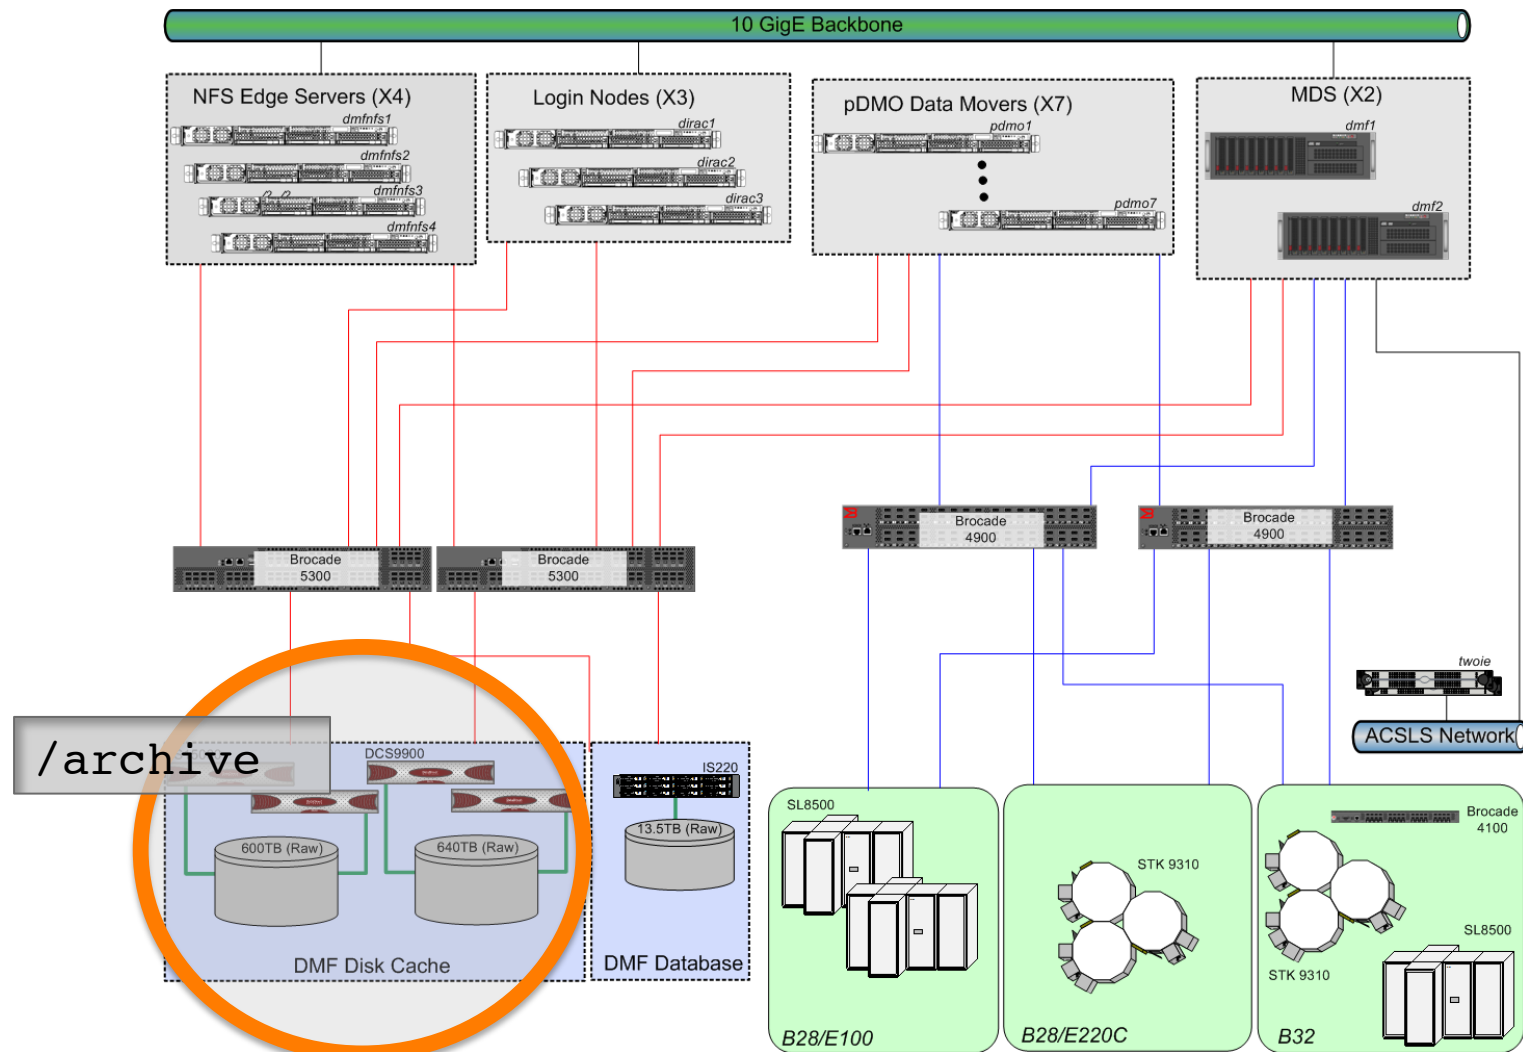 10 GigE Backbone
NFS Edge Servers (X4)
dmfnfs1
dmfnfs2
dmfnfs3
dmfnfs4
Login Nodes (X3)
dirac1
dirac2
dirac3
pDMO Data Movers (X7)
pdmo1
pdmo7
MDS (X2)
dmf1
dmf2
Brocade
5300
Brocade
5300
Brocade
4900
Brocade
4900
twoie
ACSLS Network
/archive
DCS9900
600TB (Raw)
640TB (Raw)
DMF Disk Cache
IS220
13.5TB (Raw)
DMF Database
SL8500
B28/E100
STK 9310
B28/E220C
Brocade
4100
STK 9310
SL8500
B32